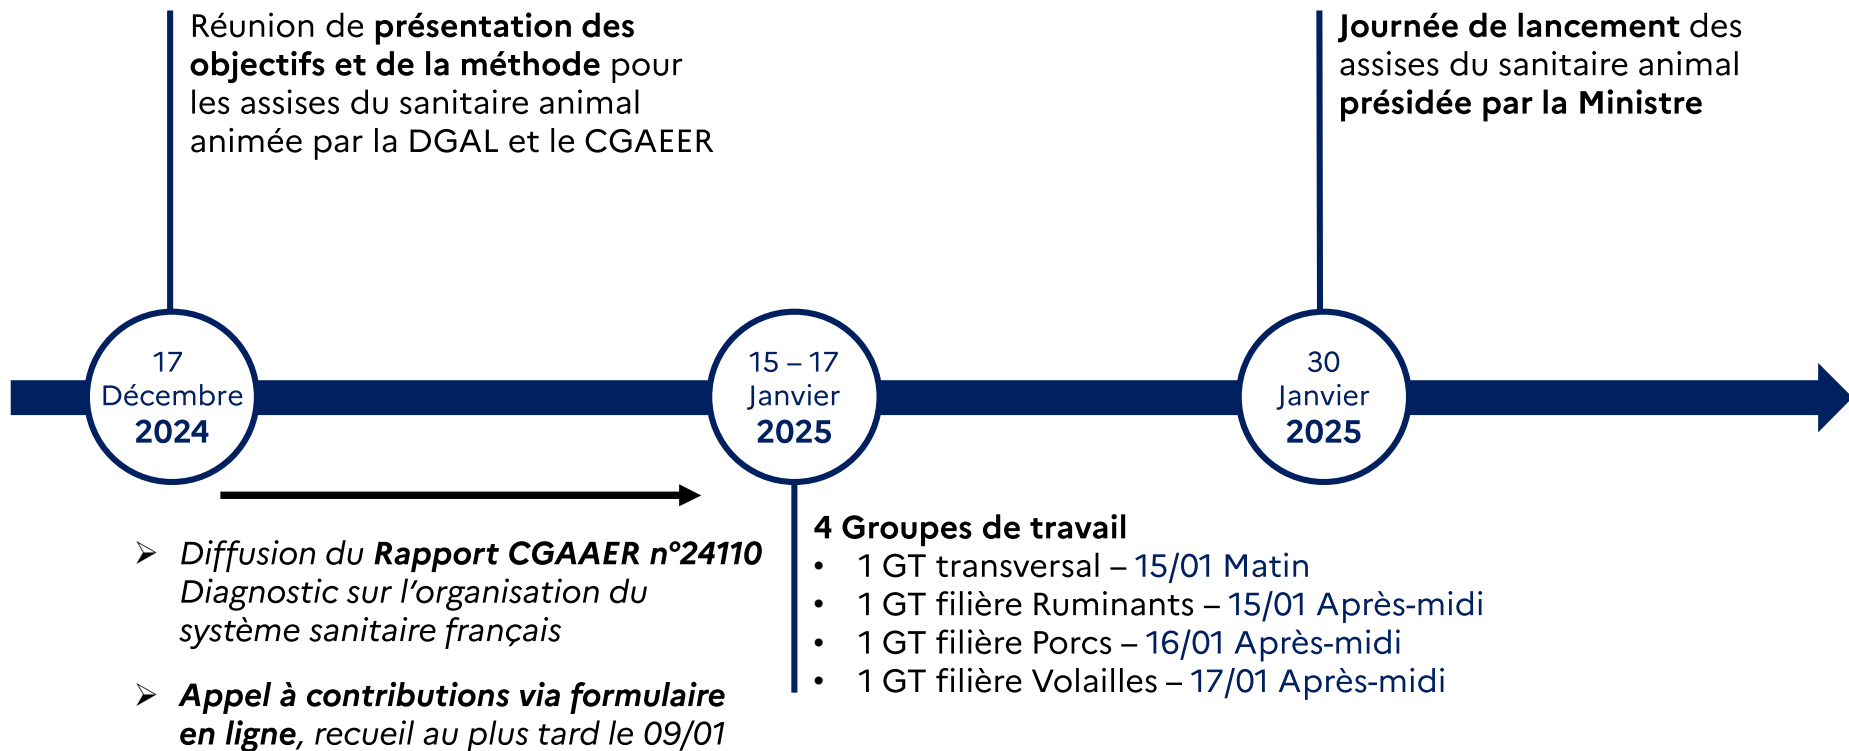 Réunion de présentation des
objectifs et de la méthode pour
les assises du sanitaire animal
animée par la DGAL et le CGAEER
Journée de lancement des
assises du sanitaire animal
présidée par la Ministre
17
Décembre
2024
15 – 17
Janvier
2025
30
Janvier
2025
➢ Diffusion du Rapport CGAAER n°24110
Diagnostic sur l’organisation du
système sanitaire français
➢ Appel à contributions via formulaire
en ligne, recueil au plus tard le 09/01
4 Groupes de travail
• 1 GT transversal – 15/01 Matin
• 1 GT filière Ruminants – 15/01 Après-midi
• 1 GT filière Porcs – 16/01 Après-midi
• 1 GT filière Volailles – 17/01 Après-midi